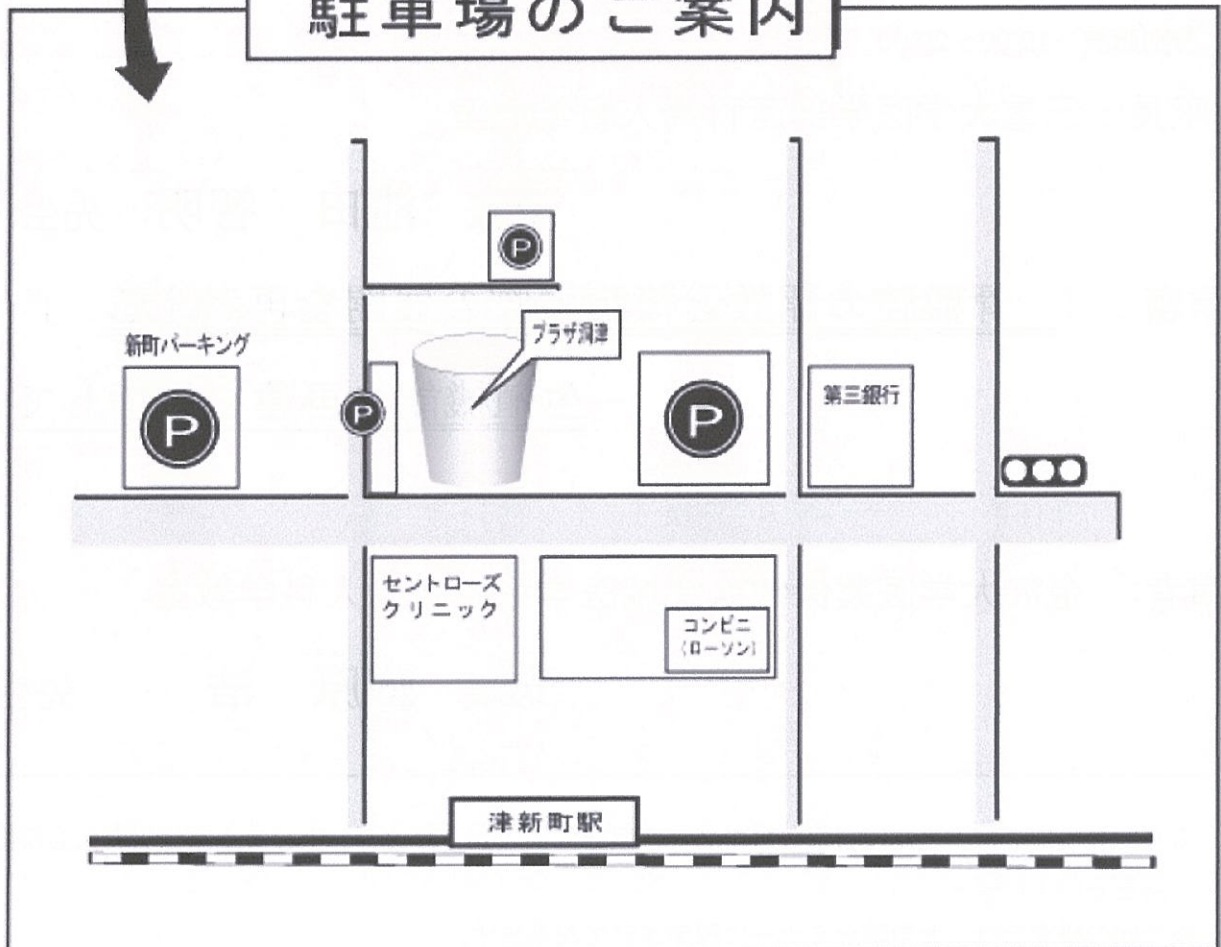 駐車場のご案内
P
プラザ洞津
新町パーキング
P
P
P
第三銀行
セントローズ
クリニック
コンビニ
(ローソン)
津新町駅